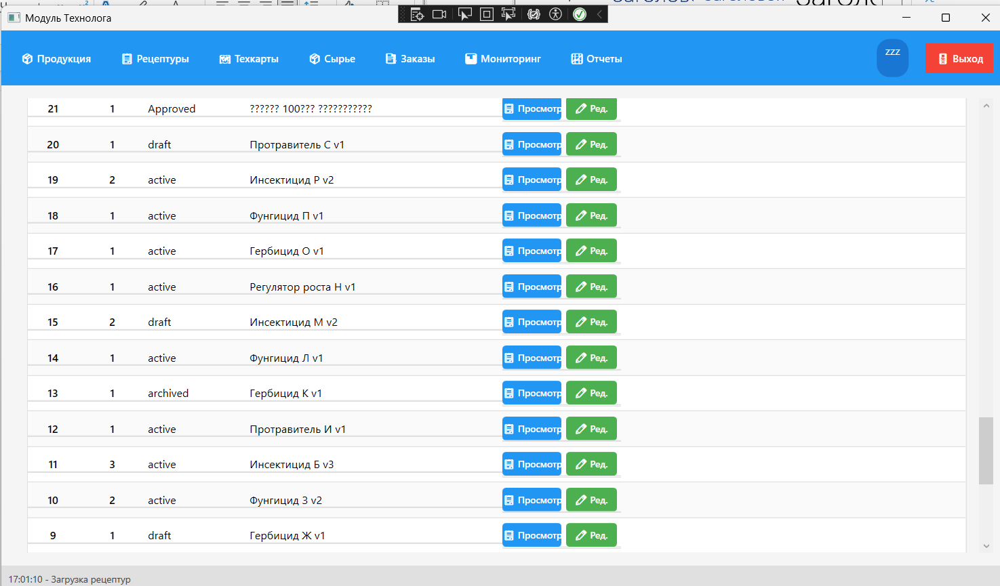 Модуль Технолога
Продукция Рецептуры Техкарты Сырье Заказы Мониторинг Отчеты zzz Выход
21 1 Approved ?????? 100??? ??????????? Просмотр Ред.
20 1 draft Протравитель С v1 Просмотр Ред.
19 2 active Инсектицид Р v2 Просмотр Ред.
18 1 active Фунгицид П v1 Просмотр Ред.
17 1 active Гербицид О v1 Просмотр Ред.
16 1 active Регулятор роста Н v1 Просмотр Ред.
15 2 draft Инсектицид М v2 Просмотр Ред.
14 1 active Фунгицид Л v1 Просмотр Ред.
13 1 archived Гербицид К v1 Просмотр Ред.
12 1 active Протравитель И v1 Просмотр Ред.
11 3 active Инсектицид Б v3 Просмотр Ред.
10 2 active Фунгицид З v2 Просмотр Ред.
9 1 draft Гербицид Ж v1 Просмотр Ред.
17:01:10 - Загрузка рецептур